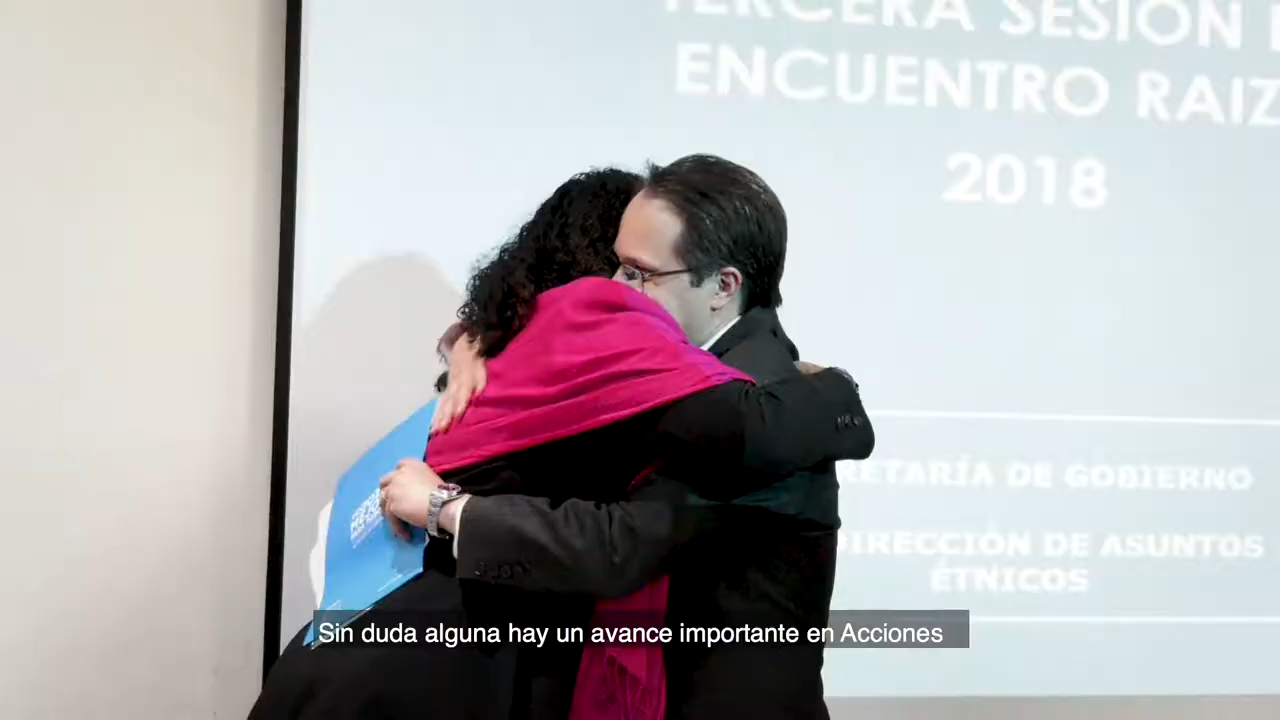 TERCERA SESIÓN
ENCUENTRO RAIZ
2018
RETARÍA DE GOBIERNO
DIRECCIÓN DE ASUNTOS
ÉTNICOS
Sin duda alguna hay un avance importante en Acciones